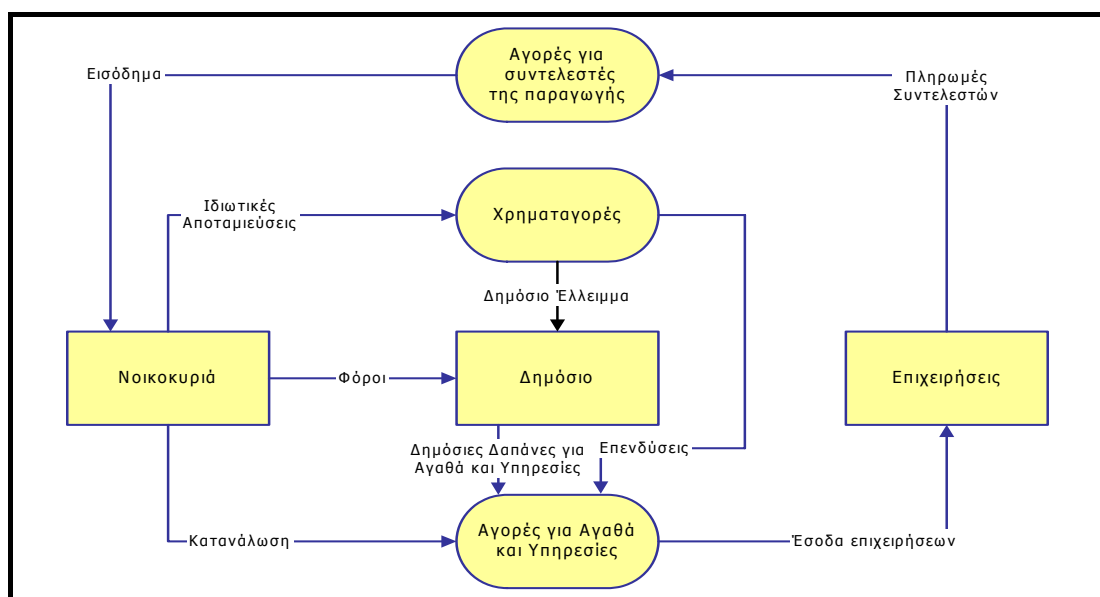 Αγορές για
συντελεστές
της παραγωγής
Εισόδημα
Πληρωμές
Συντελεστών
Ιδιωτικές
Αποταμιεύσεις
Χρηματαγορές
Δημόσιο Έλλειμμα
Νοικοκυριά
Φόροι
Δημόσιο
Επιχειρήσεις
Δημόσιες Δαπάνες για
Αγαθά και Υπηρεσίες
Επενδύσεις
Κατανάλωση
Αγορές για Αγαθά
και Υπηρεσίες
Έσοδα επιχειρήσεων